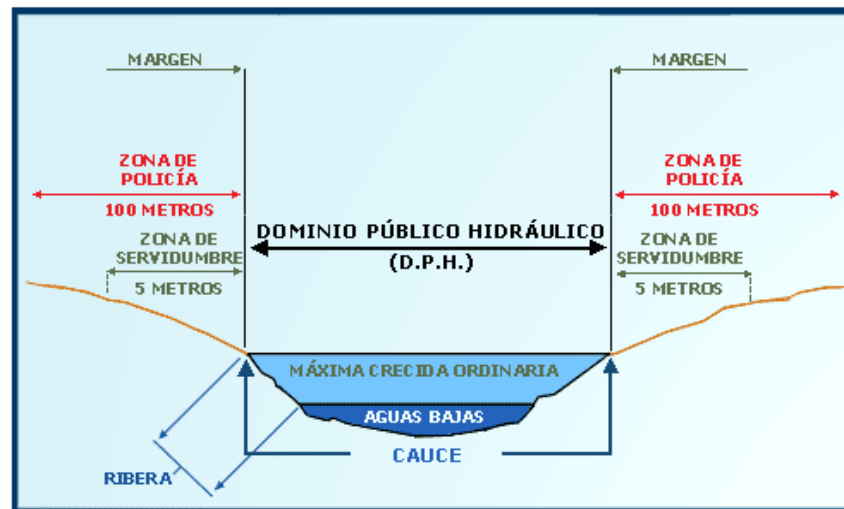 MARGEN
MARGEN
ZONA DE
POLICÍA
100 METROS
ZONA DE
POLICÍA
100 METROS
DOMINIO PÚBLICO HIDRÁULICO
(D.P.H.)
ZONA DE
SERVIDUMBRE
5 METROS
ZONA DE
SERVIDUMBRE
5 METROS
MÁXIMA CRECIDA ORDINARIA
AGUAS BAJAS
CAUCE
RIBERA